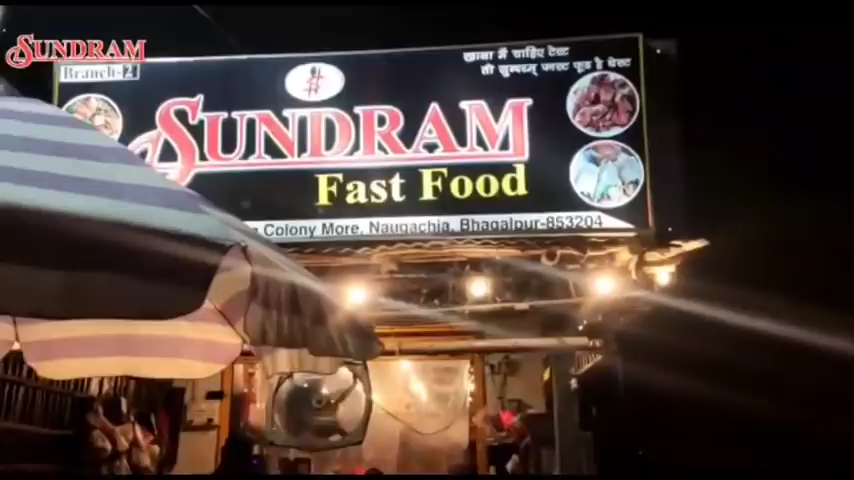 SUNDRAM
Branch-2
खाबा में चाहिए टेस्ट
तो सुन्दरम् फास्ट फूड है बेस्ट
SUNDRAM
Fast Food
Colony More, Naugachia, Bhagalpur-853204